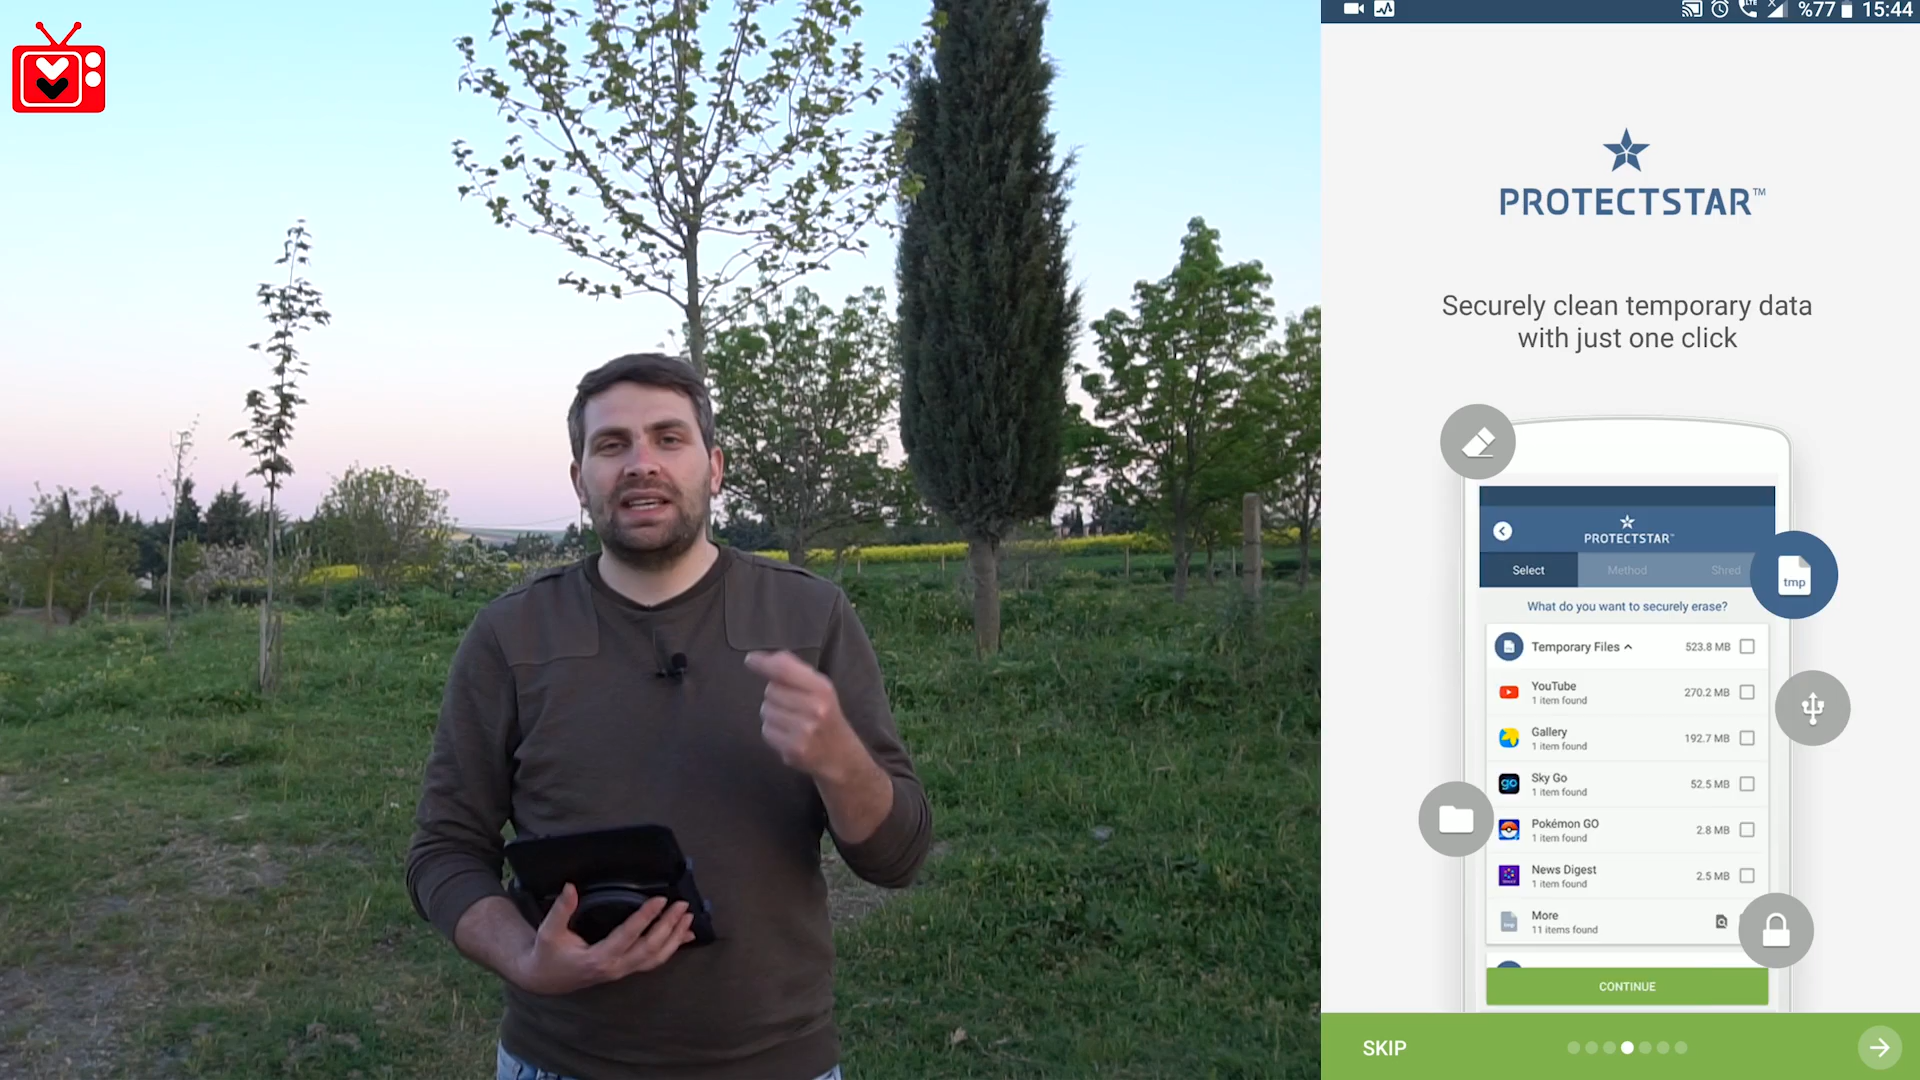 %77 15:44
PROTECTSTAR™
Securely clean temporary data
with just one click
PROTECTSTAR™
Select Method Shred
tmp
What do you want to securely erase?
Temporary Files 523.8 MB
YouTube
1 item found
270.2 MB
Gallery
1 item found
192.7 MB
Sky Go
1 item found
52.5 MB
go
Pokémon GO
1 item found
2.8 MB
News Digest
1 item found
2.5 MB
More
11 items found
tmp
CONTINUE
SKIP